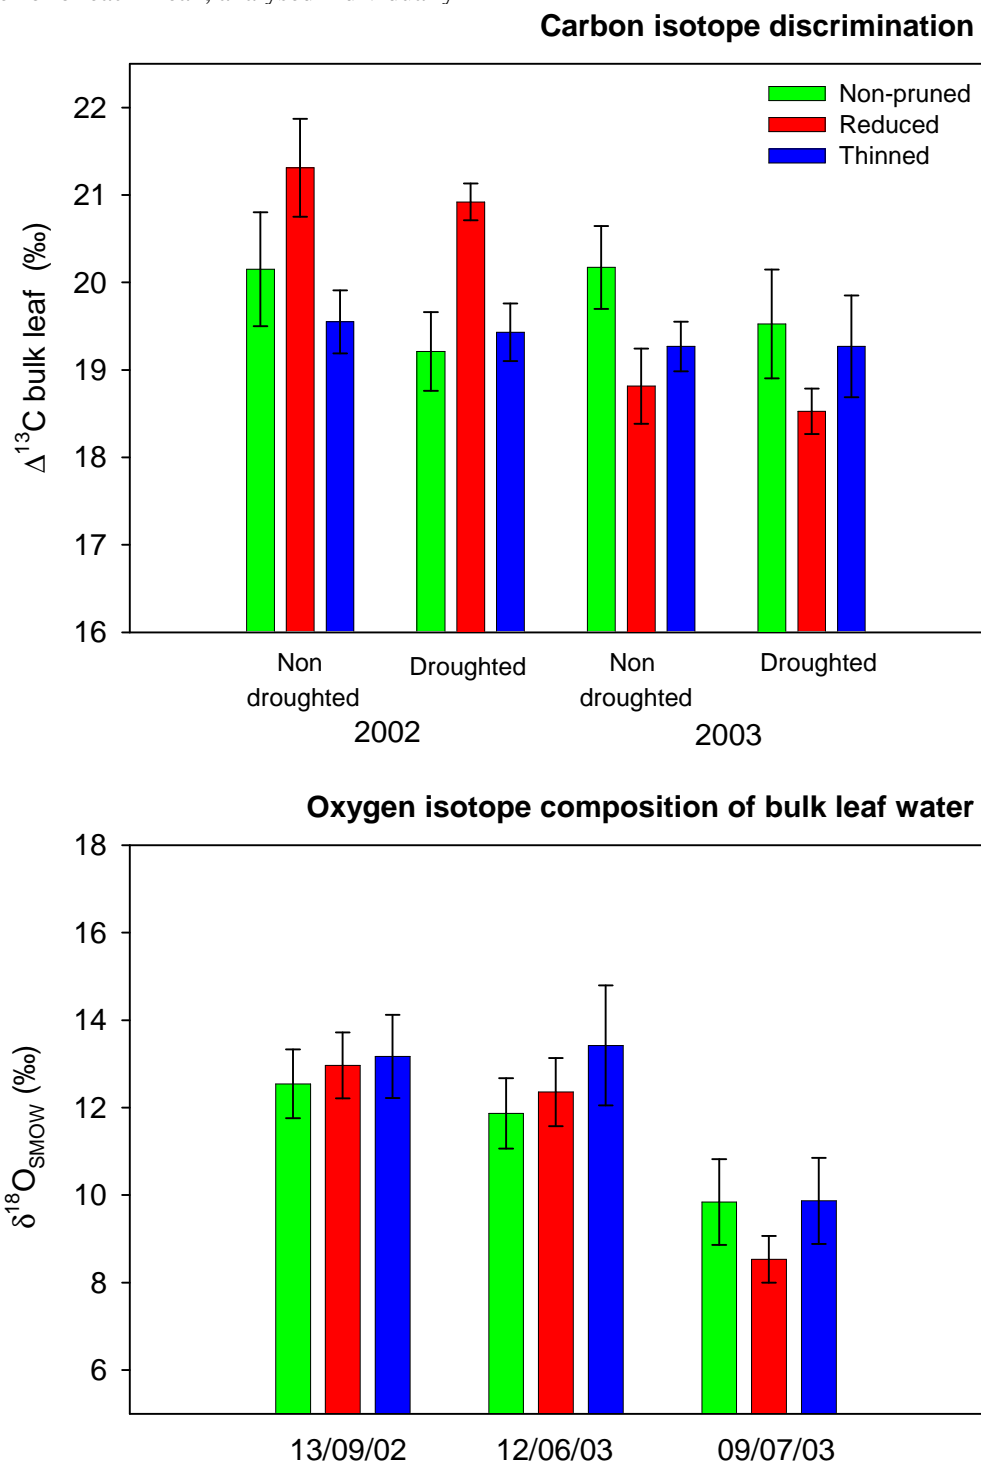 Carbon isotope discrimination
Non-pruned
Reduced
Thinned
Δ¹³C bulk leaf (‰)
22
21
20
19
18
17
16
Non droughted
Droughted
Non droughted
Droughted
2002
2003
Oxygen isotope composition of bulk leaf water
δ¹⁸O_SMOW (‰)
18
16
14
12
10
8
6
13/09/02
12/06/03
09/07/03